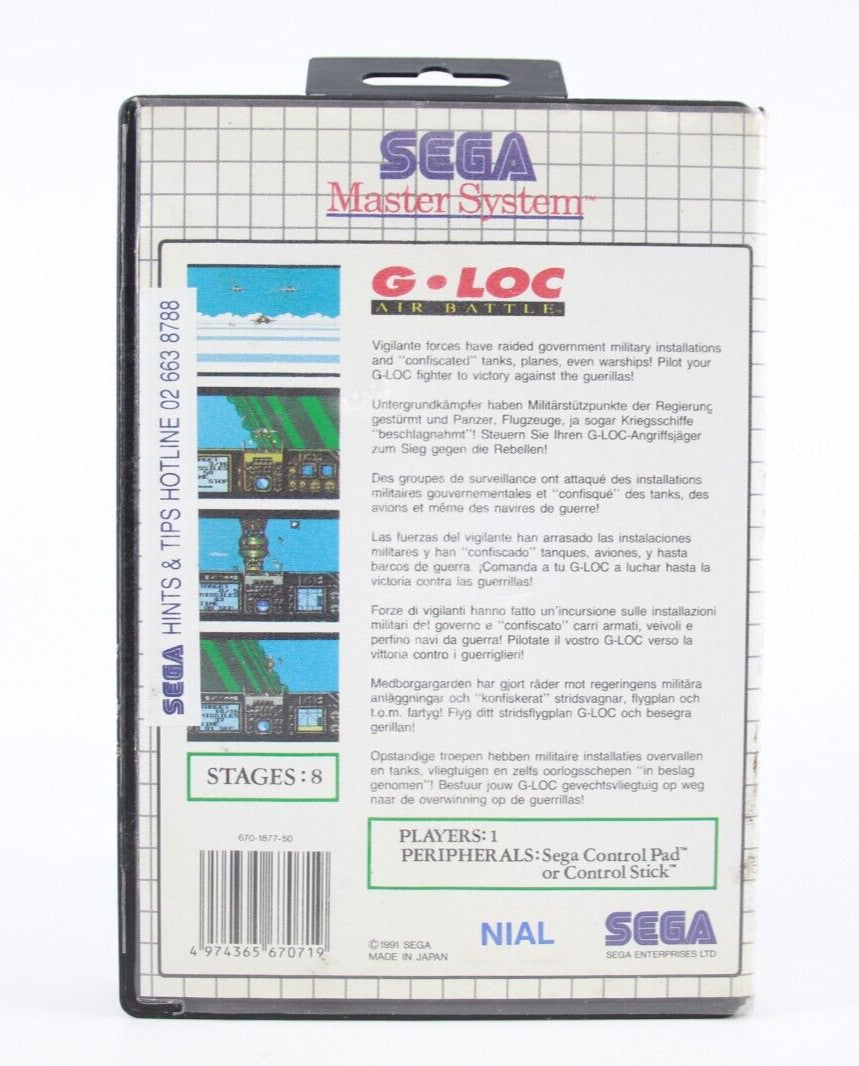 SEGA
Master System™
G·LOC
AIR BATTLE™
Vigilante forces have raided government military installations
and "confiscated" tanks, planes, even warships! Pilot your
G-LOC fighter to victory against the guerillas!
Untergrundkämpfer haben Militärstützpunkte der Regierung
gestürmt und Panzer, Flugzeuge, ja sogar Kriegsschiffe
"beschlagnahmt"! Steuern Sie Ihren G-LOC-Angriffsjäger
zum Sieg gegen die Rebellen!
Des groupes de surveillance ont attaqué des installations
militaires gouvernementales et "confisqué" des tanks, des
avions et même des navires de guerre!
Las fuerzas del vigilante han arrasado las instalaciones
militares y han "confiscado" tanques, aviones, y hasta
barcos de guerra. ¡Comanda a tu G-LOC a luchar hasta la
victoria contra las guerrillas!
Forze di vigilanti hanno fatto un'incursione sulle installazioni
militari del governo e "confiscato" carri armati, veivoli e
perfino navi da guerra! Pilotate il vostro G-LOC verso la
vittoria contro i guerriglieri!
Medborgargarden har gjort räder mot regeringens militära
anläggningar och "konfiskerat" stridsvagnar, flygplan och
t.o.m. fartyg! Flyg ditt stridsflygplan G-LOC och besegra
gerillan!
Opstandige troepen hebben militaire installaties overvallen
en tanks, vliegtuigen en zelfs oorlogsschepen "in beslag
genomen"! Bestuur jouw G-LOC gevechtsvliegtuig op weg
naar de overwinning op de guerrillas!
SEGA HINTS & TIPS HOTLINE 02 663 8788
STAGES: 8
PLAYERS: 1
PERIPHERALS: Sega Control Pad™
or Control Stick™
670-1877-50
4 974365 670719
©1991 SEGA
MADE IN JAPAN
NIAL
SEGA
SEGA ENTERPRISES LTD